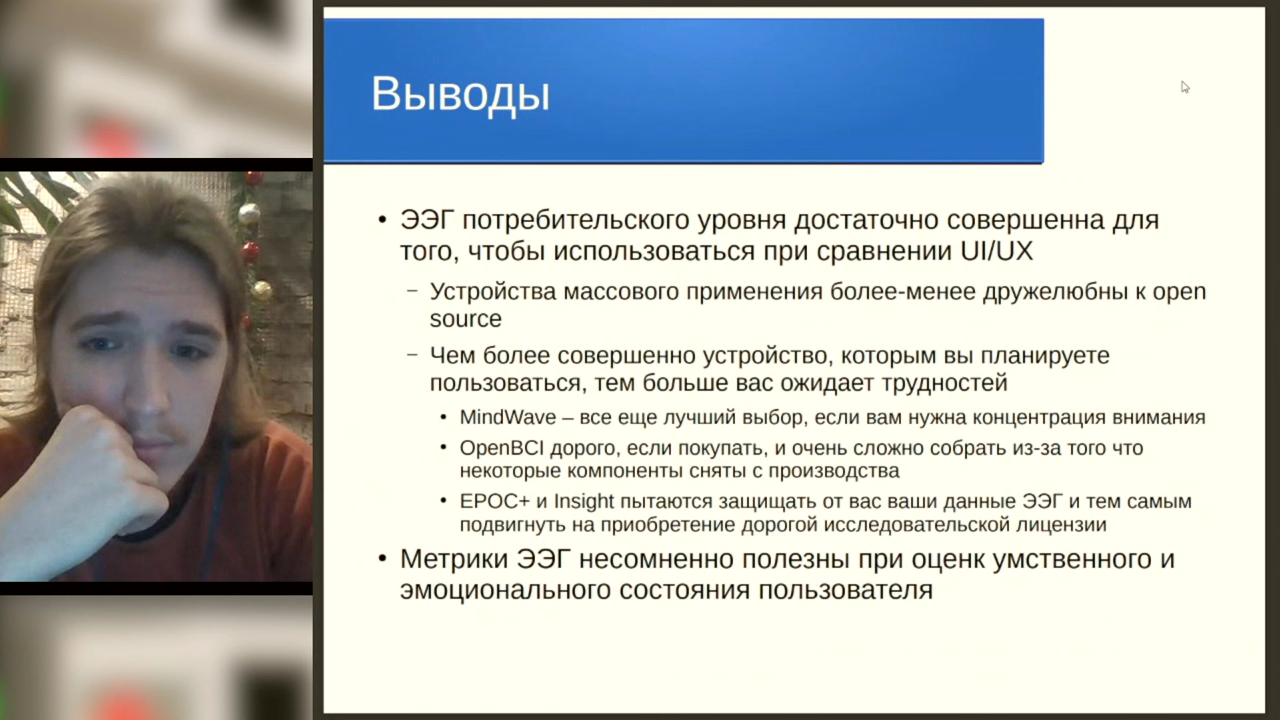 Выводы
• ЭЭГ потребительского уровня достаточно совершенна для
того, чтобы использоваться при сравнении UI/UX
– Устройства массового применения более-менее дружелюбны к open
source
– Чем более совершенно устройство, которым вы планируете
пользоваться, тем больше вас ожидает трудностей
• MindWave – все еще лучший выбор, если вам нужна концентрация внимания
• OpenBCI дорого, если покупать, и очень сложно собрать из-за того что
некоторые компоненты сняты с производства
• EPOC+ и Insight пытаются защищать от вас ваши данные ЭЭГ и тем самым
подвигнуть на приобретение дорогой исследовательской лицензии
• Метрики ЭЭГ несомненно полезны при оценк умственного и
эмоционального состояния пользователя